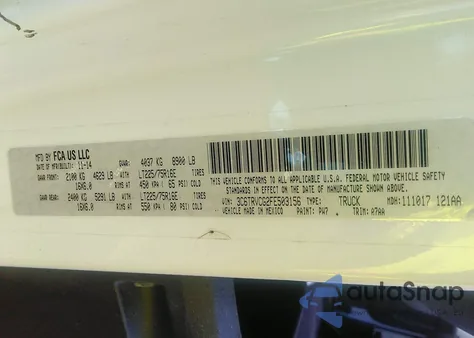 MFD BY FCA US LLC
DATE OF MFR(BUILT): 11-14 GVWR: 4037 KG 8900 LB
GAWR FRONT: 2100 KG 4629 LB LT225/75R16E TIRES
16X6.0 RIMS AT 450 KPA ( 65 PSI) COLD
GAWR REAR: 2400 KG 5291 LB LT225/75R16E TIRES
16X6.0 RIMS AT 550 KPA ( 80 PSI) COLD
THIS VEHICLE CONFORMS TO ALL APPLICABLE
U.S.A. FEDERAL MOTOR VEHICLE SAFETY
STANDARDS IN EFFECT ON THE DATE OF MANUFACTURE SHOWN ABOVE.
VIN: 3C6TRVCG2FE503156 TYPE: TRUCK MDH: 111017 121AA
VEHICLE MADE IN MEXICO PAINT: PW7 TRIM: A7AA
autoSnap